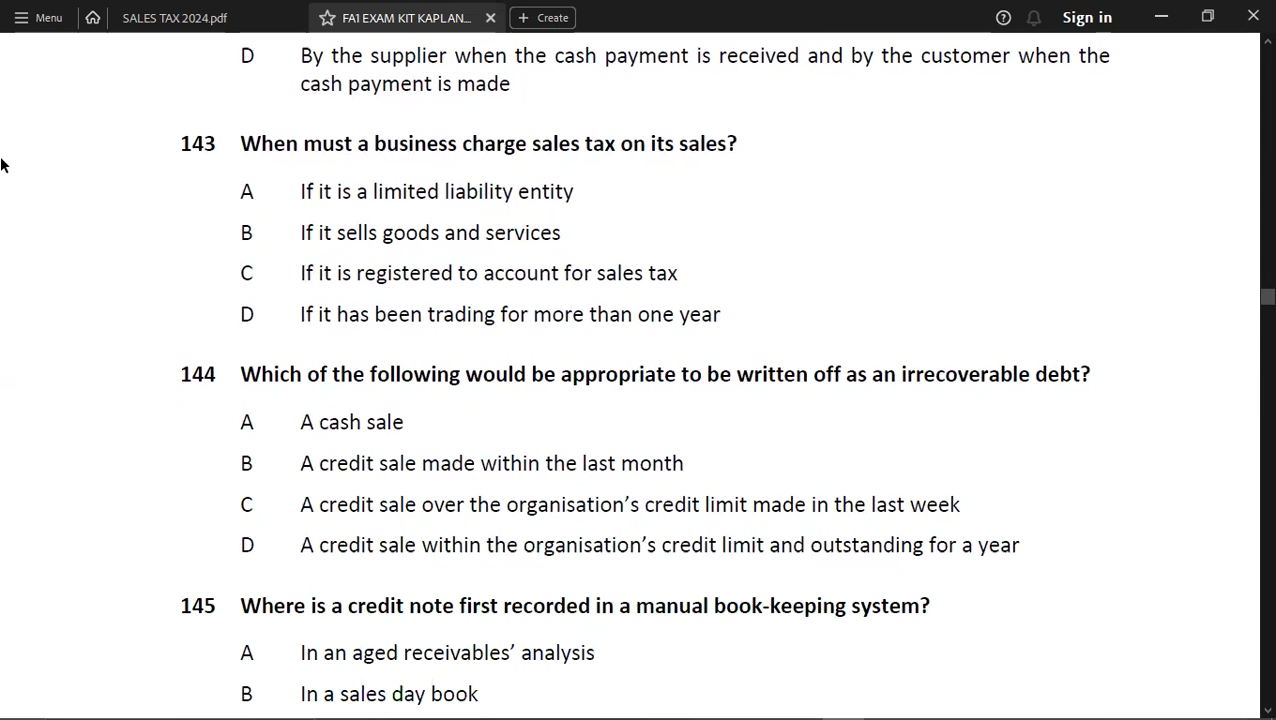 Menu
SALES TAX 2024.pdf
FA1 EXAM KIT KAPLAN...
Create
Sign in
D By the supplier when the cash payment is received and by the customer when the
cash payment is made
143 When must a business charge sales tax on its sales?
A If it is a limited liability entity
B If it sells goods and services
C If it is registered to account for sales tax
D If it has been trading for more than one year
144 Which of the following would be appropriate to be written off as an irrecoverable debt?
A A cash sale
B A credit sale made within the last month
C A credit sale over the organisation’s credit limit made in the last week
D A credit sale within the organisation’s credit limit and outstanding for a year
145 Where is a credit note first recorded in a manual book-keeping system?
A In an aged receivables’ analysis
B In a sales day book